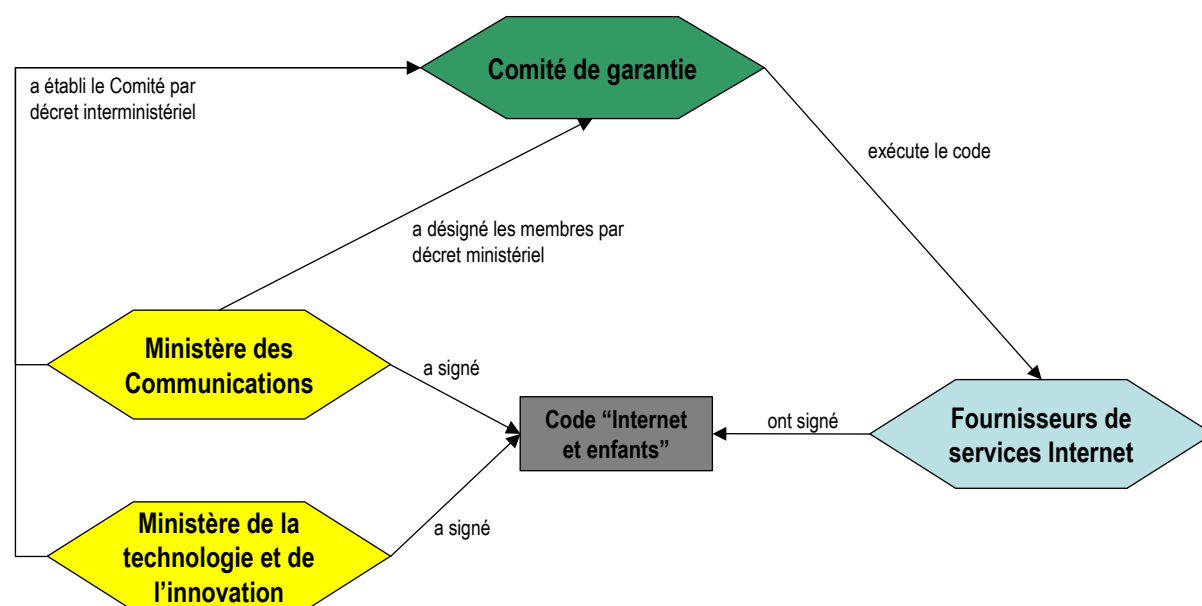 Comité de garantie
a établi le Comité par
décret interministériel
exécute le code
a désigné les membres par
décret ministériel
Ministère des
Communications
a signé
Code “Internet
et enfants”
ont signé
Fournisseurs de
services Internet
Ministère de la
technologie et de
l’innovation
a signé